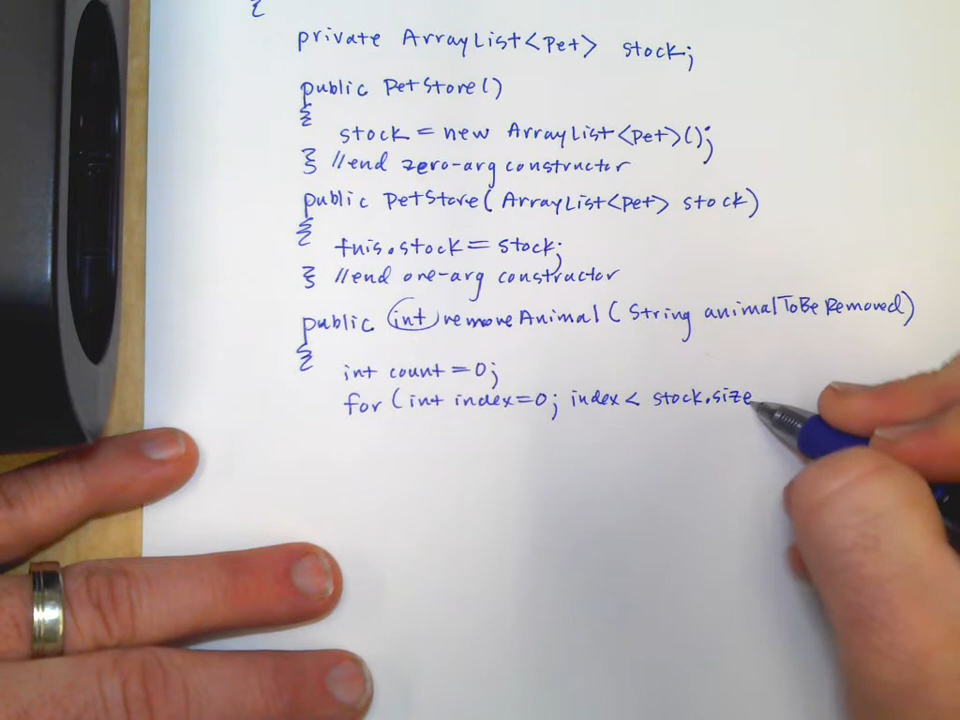 {
private ArrayList<Pet> stock;
public PetStore()
{
stock = new ArrayList<Pet>();
} //end zero-arg constructor
public PetStore(ArrayList<Pet> stock)
{
this.stock = stock;
} //end one-arg constructor
public int removeAnimal(String animalToBeRemoved)
{
int count = 0;
for (int index=0; index < stock.size